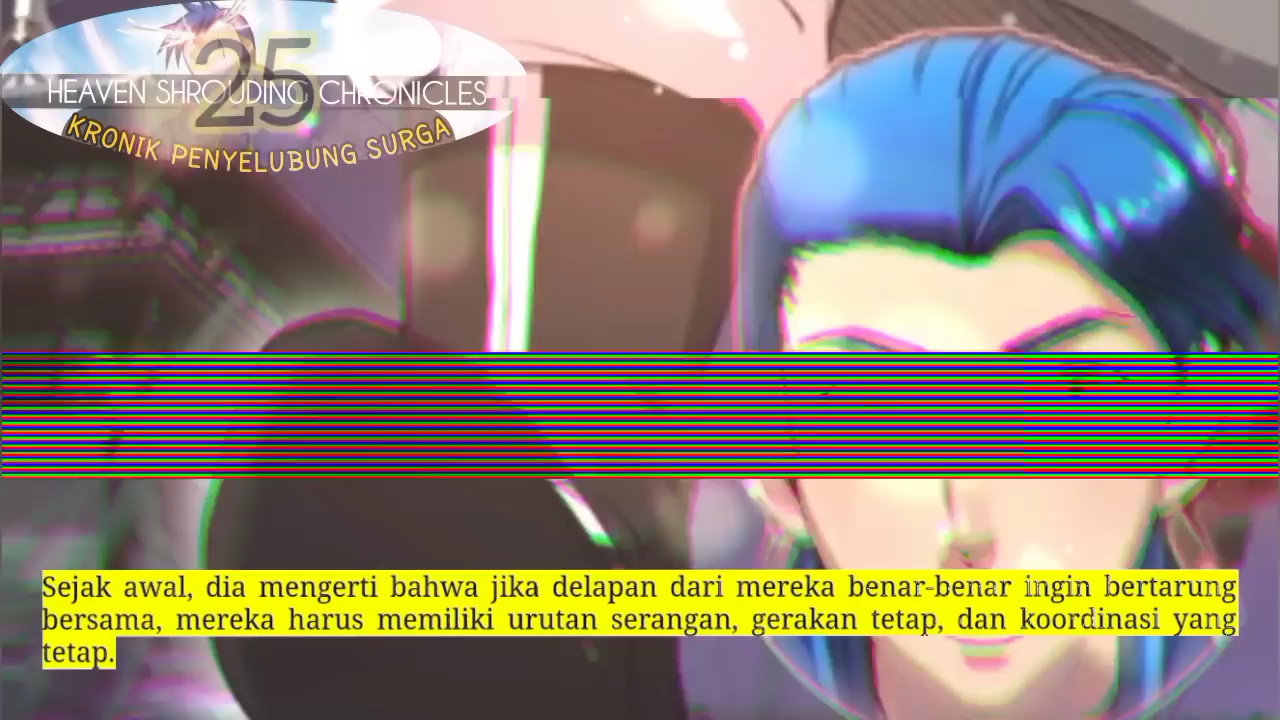 25
HEAVEN SHROUDING CHRONICLES
KRONIK PENYELUBUNG SURGA
Sejak awal, dia mengerti bahwa jika delapan dari mereka benar-benar ingin bertarung
bersama, mereka harus memiliki urutan serangan, gerakan tetap, dan koordinasi yang
tetap.